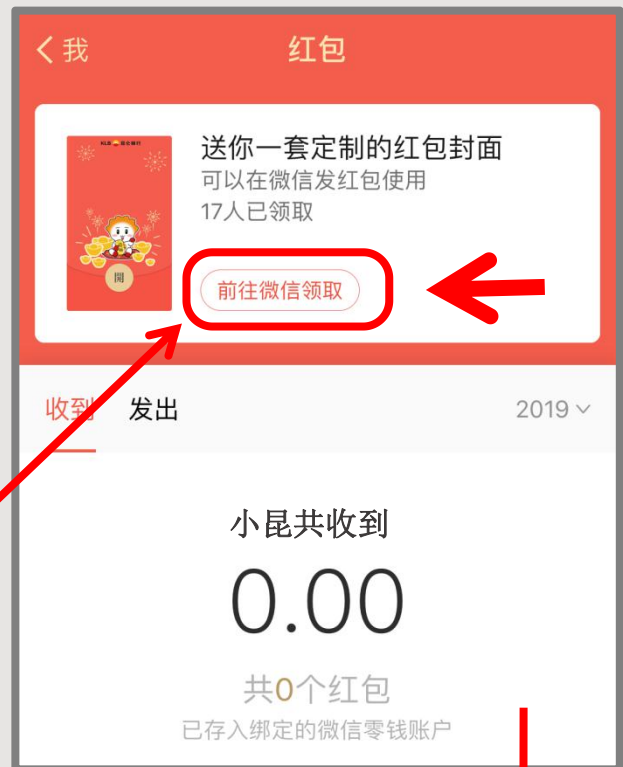 我
红包
送你一套定制的红包封面
可以在微信发红包使用
17人已领取
開
前往微信领取
收到 发出 2019
小昆共收到
0.00
共0个红包
已存入绑定的微信零钱账户